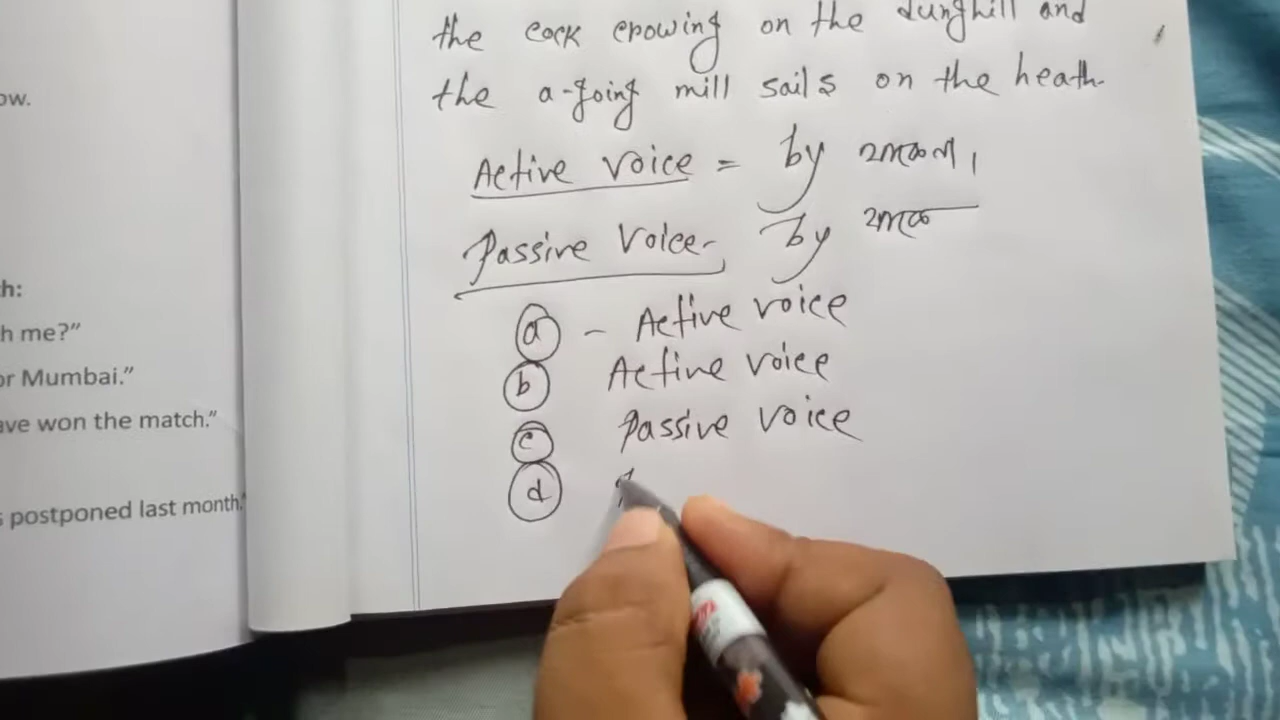 ow.
h:
h me?”
or Mumbai.”
ave won the match.”
s postponed last month.”
the cock crowing on the dunghill and
the a-going mill sails on the heath.
Active Voice = by থাকেনা,
Passive Voice- by থাকে
a - Active voice
b Active voice
c passive voice
d